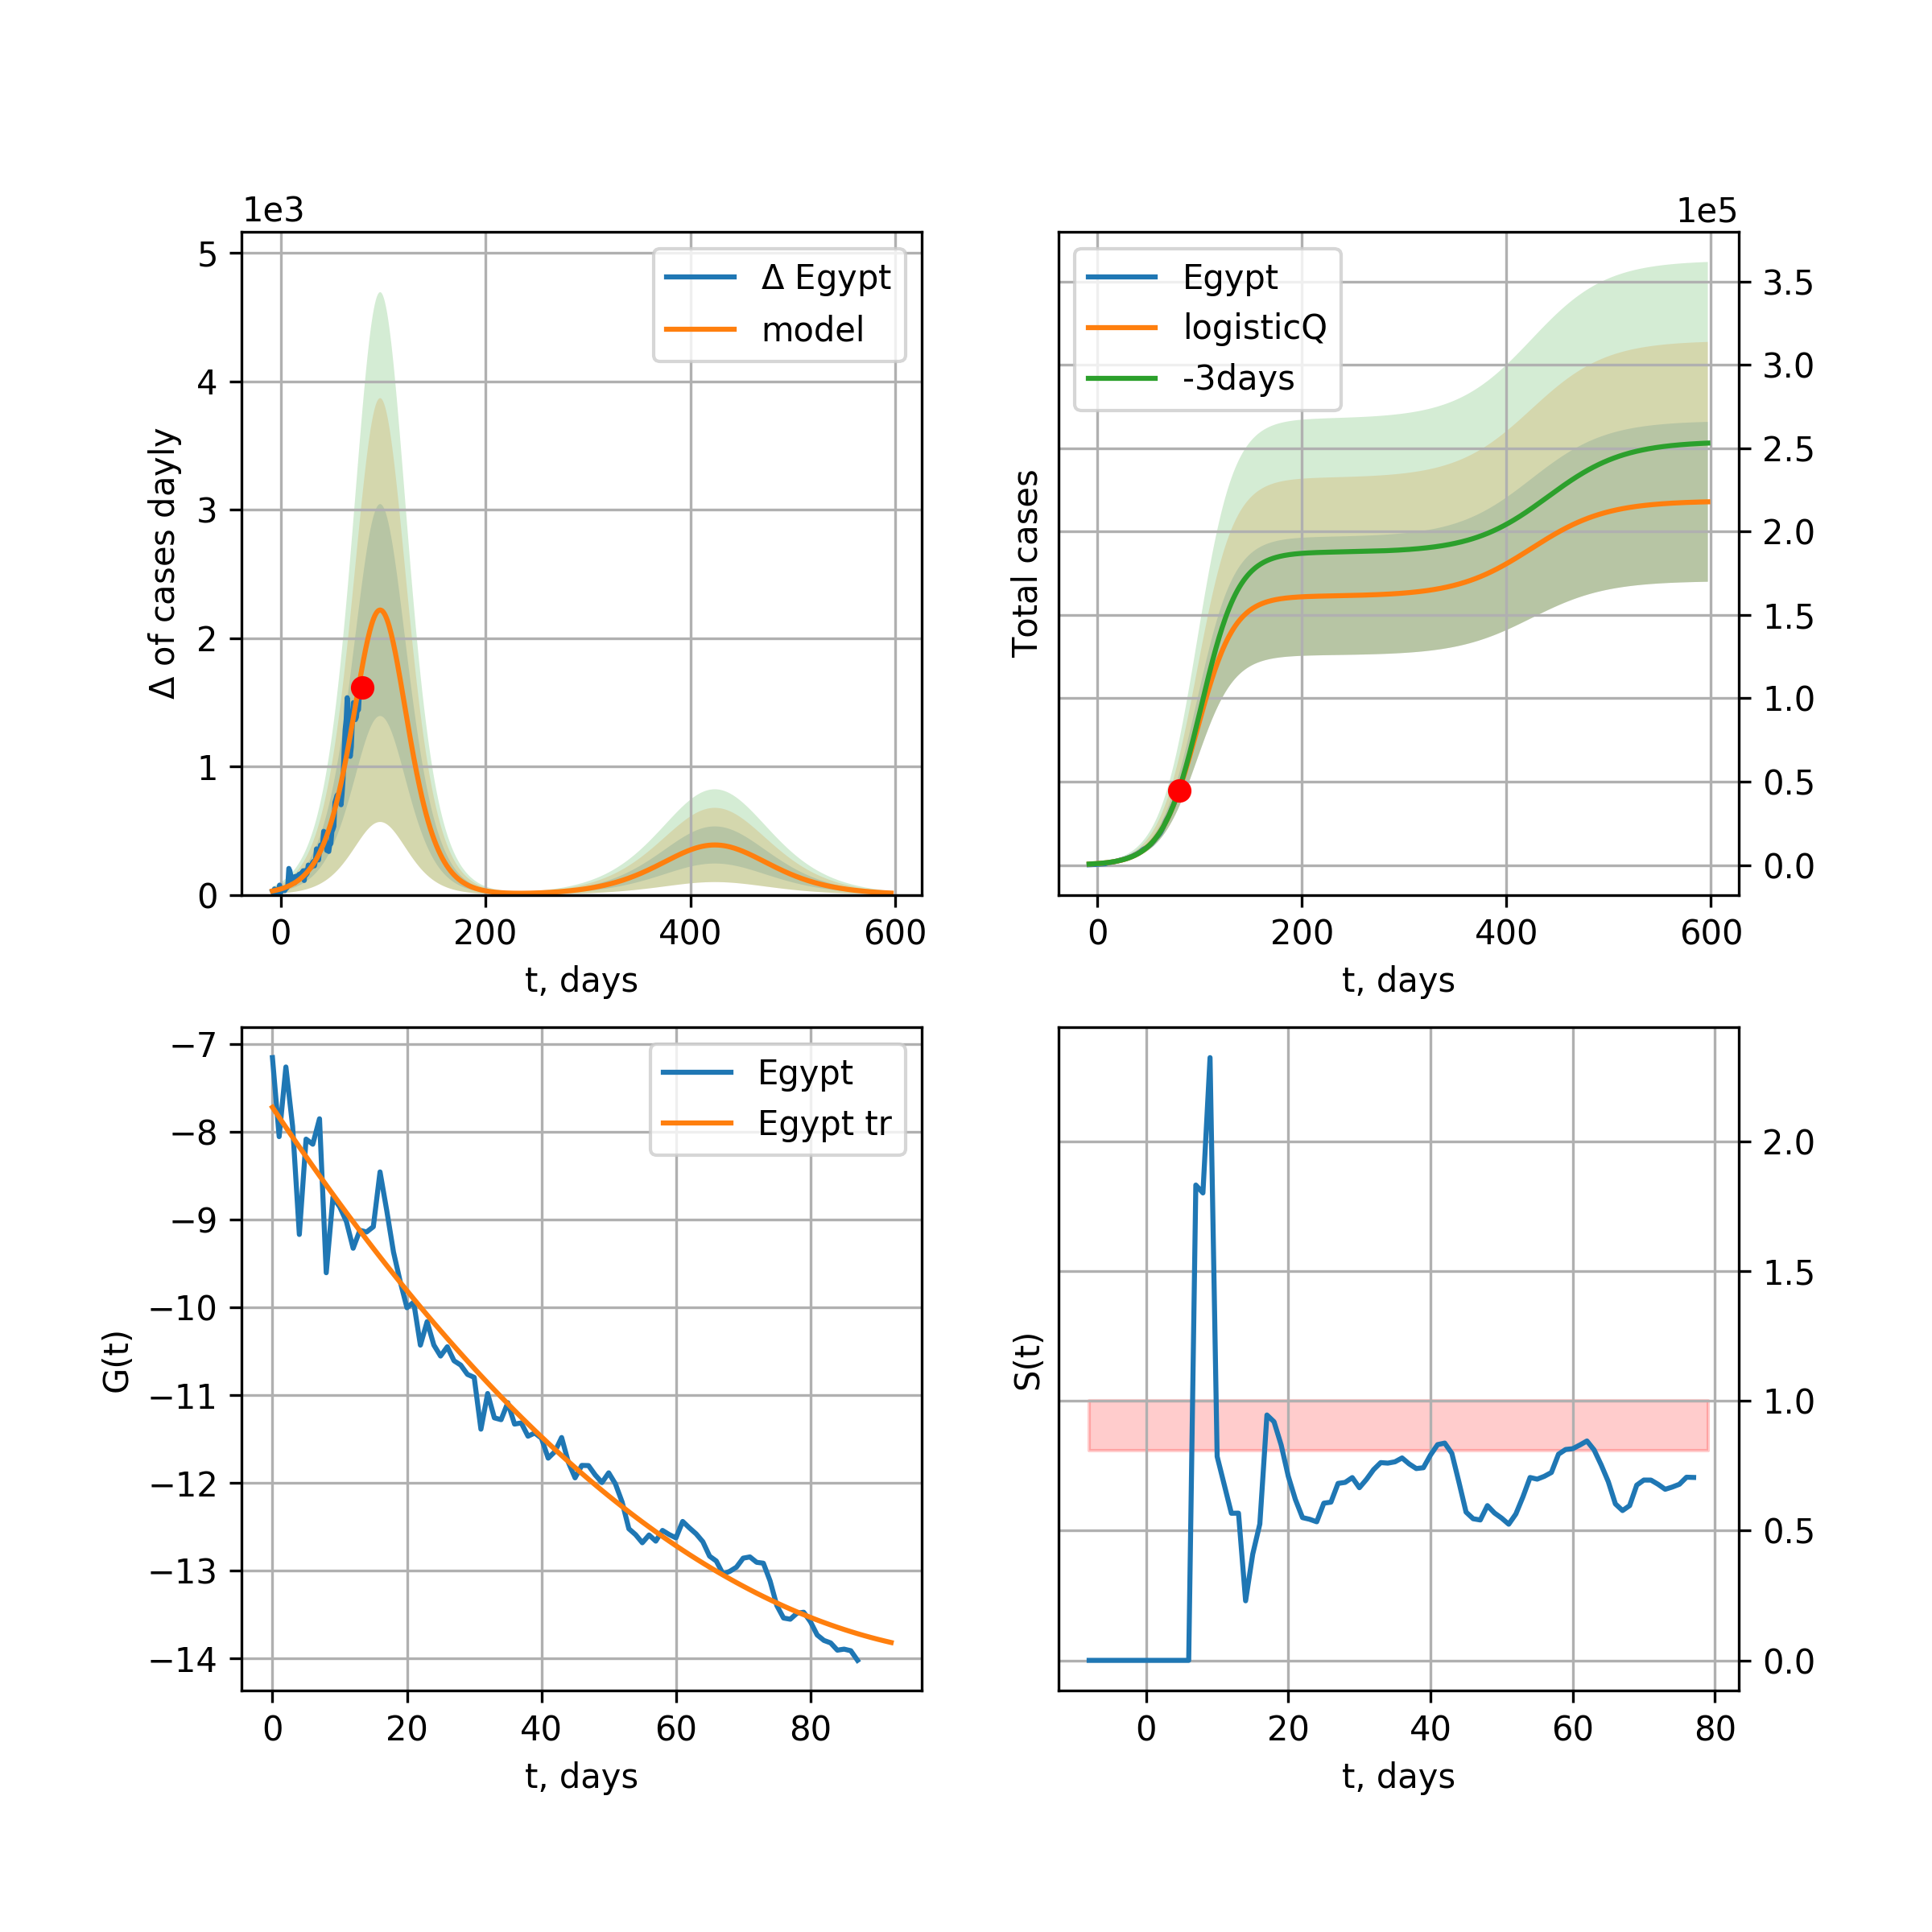 1e3
Δ of cases dayly
5
4
3
2
1
0
Δ Egypt
model
0 200 400 600
t, days
1e5
Total cases
Egypt
logisticQ
-3days
3.5
3.0
2.5
2.0
1.5
1.0
0.5
0.0
0 200 400 600
t, days
G(t)
−7
−8
−9
−10
−11
−12
−13
−14
Egypt
Egypt tr
0 20 40 60 80
t, days
S(t)
2.0
1.5
1.0
0.5
0.0
0 20 40 60 80
t, days